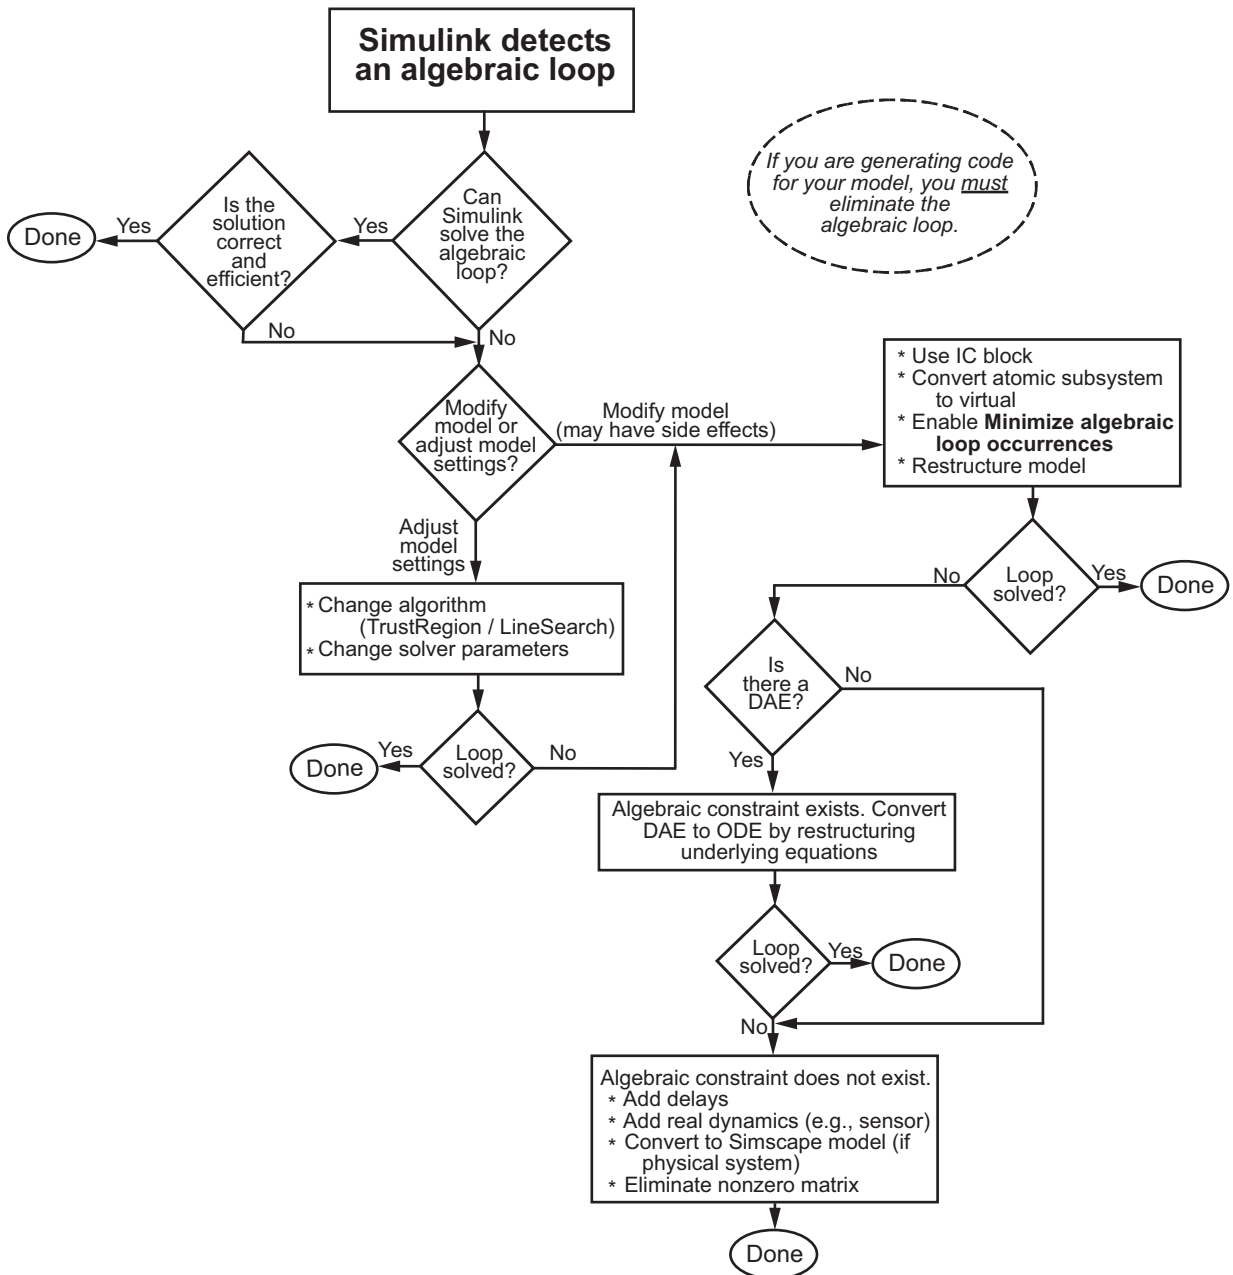 Simulink detects
an algebraic loop
If you are generating code
for your model, you must
eliminate the
algebraic loop.
Can
Simulink
solve the
algebraic
loop?
Yes
Is the
solution
correct
and
efficient?
Yes
Done
No
No
Modify
model or
adjust model
settings?
Modify model
(may have side effects)
* Use IC block
* Convert atomic subsystem
to virtual
* Enable Minimize algebraic
loop occurrences
* Restructure model
Adjust
model
settings
* Change algorithm
(TrustRegion / LineSearch)
* Change solver parameters
Loop
solved?
Yes
Done
No
Loop
solved?
Yes
Done
No
Is
there a
DAE?
No
Yes
Algebraic constraint exists. Convert
DAE to ODE by restructuring
underlying equations
Loop
solved?
Yes
Done
No
Algebraic constraint does not exist.
* Add delays
* Add real dynamics (e.g., sensor)
* Convert to Simscape model (if
physical system)
* Eliminate nonzero matrix
Done